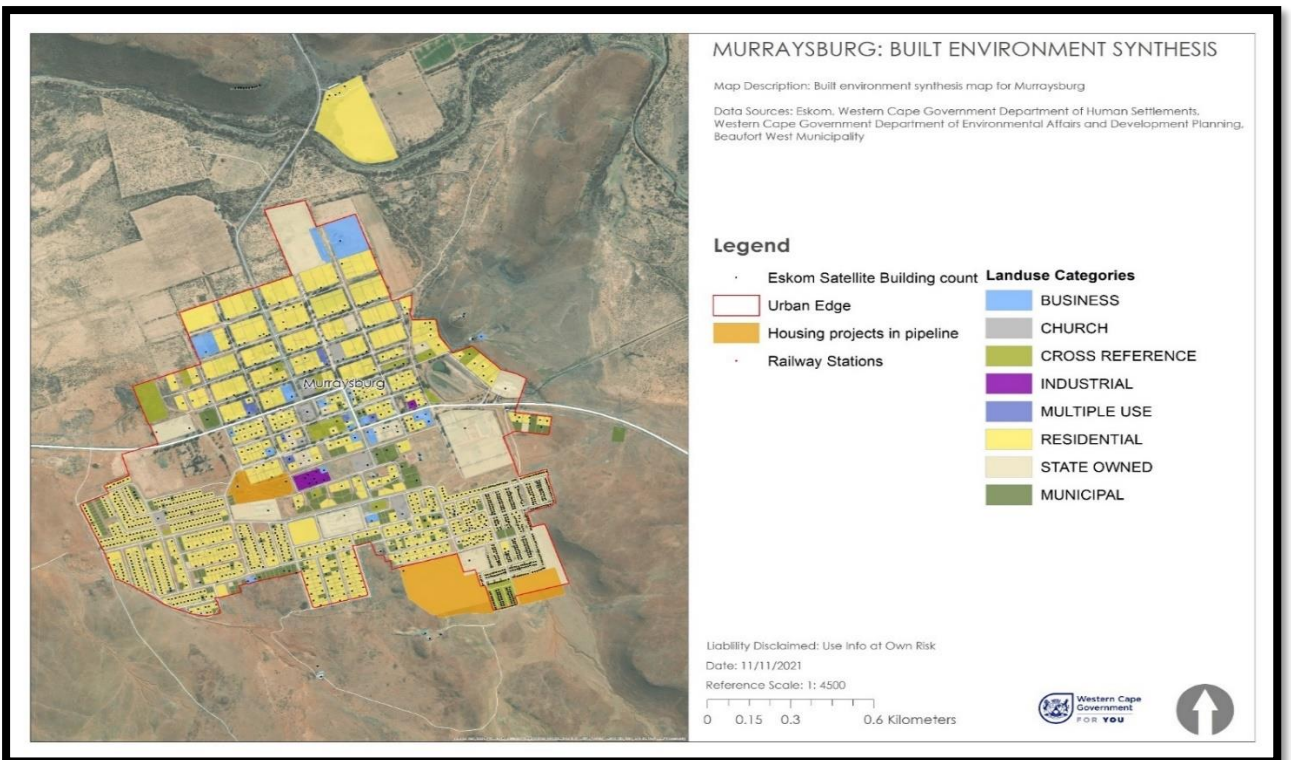 MURRAYSBURG: BUILT ENVIRONMENT SYNTHESIS
Map Description: Built environment synthesis map for Murraysburg
Data Sources: Eskom, Western Cape Government Department of Human Settlements,
Western Cape Government Department of Environmental Affairs and Development Planning,
Beaufort West Municipality
Legend
Eskom Satellite Building count
Urban Edge
Housing projects in pipeline
Railway Stations
Landuse Categories
BUSINESS
CHURCH
CROSS REFERENCE
INDUSTRIAL
MULTIPLE USE
RESIDENTIAL
STATE OWNED
MUNICIPAL
Murraysburg
Liability Disclaimed: Use Info at Own Risk
Date: 11/11/2021
Reference Scale: 1: 4500
0 0.15 0.3 0.6 Kilometers
Western Cape
Government
FOR YOU